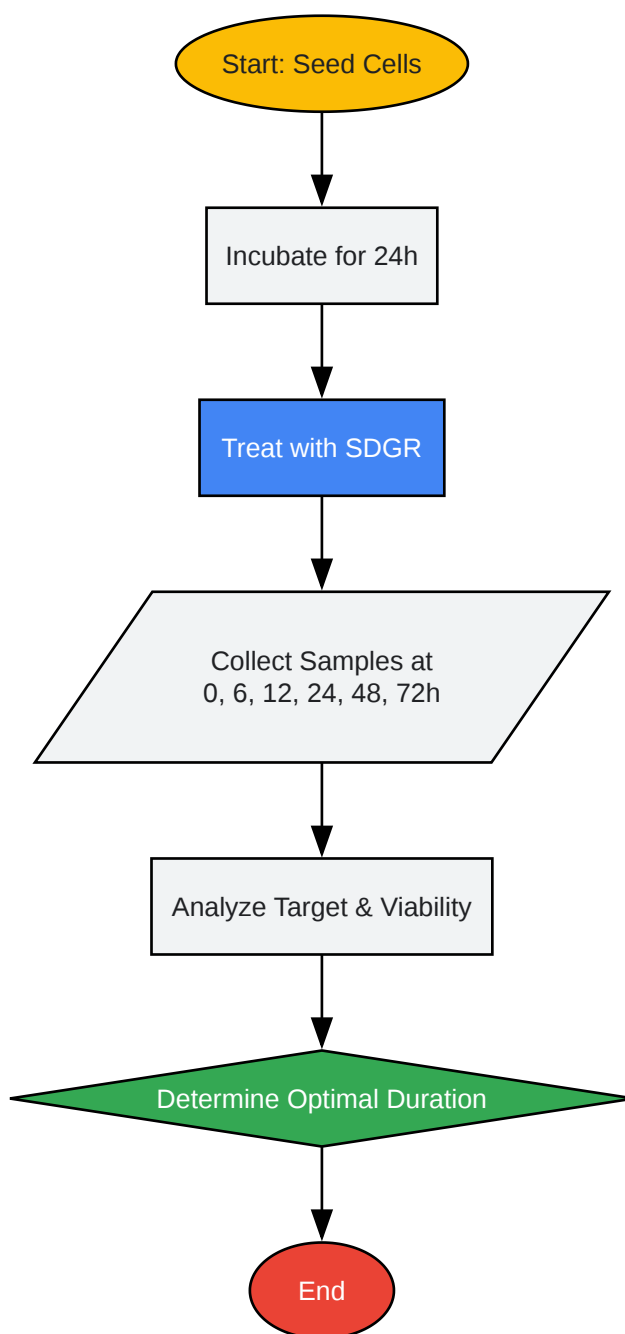 Start: Seed Cells
Incubate for 24h
Treat with SDGR
Collect Samples at
0, 6, 12, 24, 48, 72h
Analyze Target & Viability
Determine Optimal Duration
End